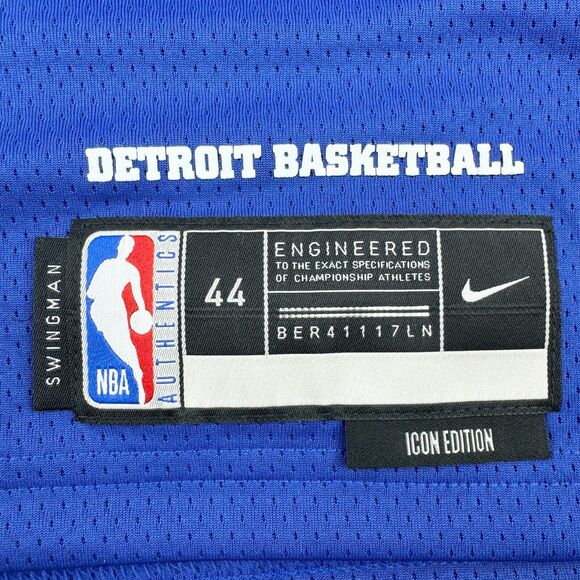 DETROIT BASKETBALL
SWINGMAN
NBA
AUTHENTICS
44
ENGINEERED
TO THE EXACT SPECIFICATIONS
OF CHAMPIONSHIP ATHLETES
BER41117LN
ICON EDITION